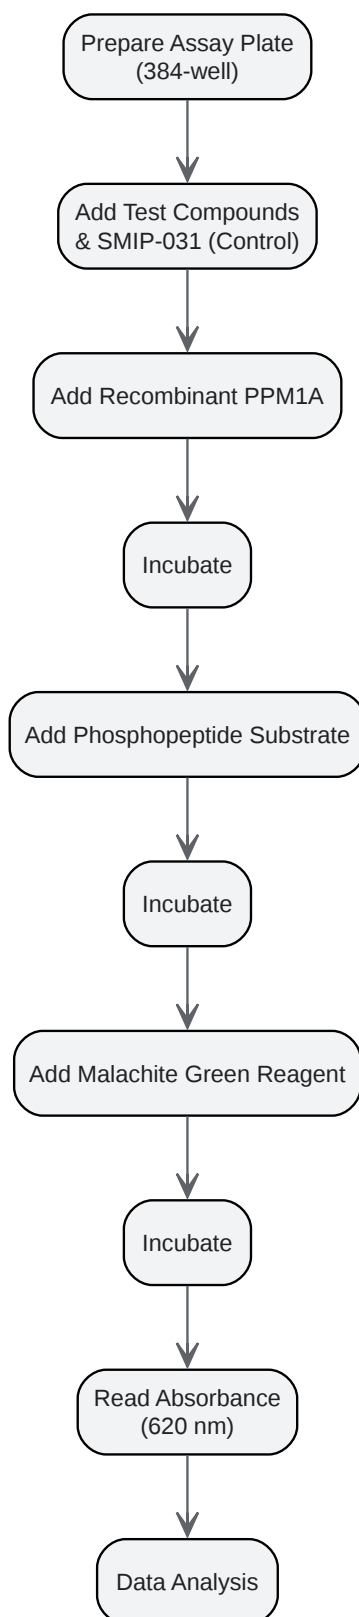 Prepare Assay Plate
(384-well)
Add Test Compounds
& SMIP-031 (Control)
Add Recombinant PPM1A
Incubate
Add Phosphopeptide Substrate
Incubate
Add Malachite Green Reagent
Incubate
Read Absorbance
(620 nm)
Data Analysis